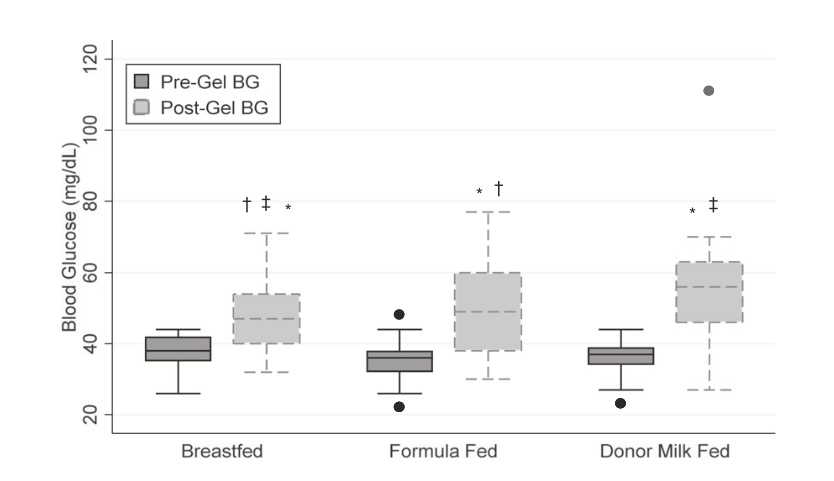 120
100
80
60
40
20
Blood Glucose (mg/dL)
Pre-Gel BG
Post-Gel BG
† ‡ *
* †
* ‡
Breastfed Formula Fed Donor Milk Fed